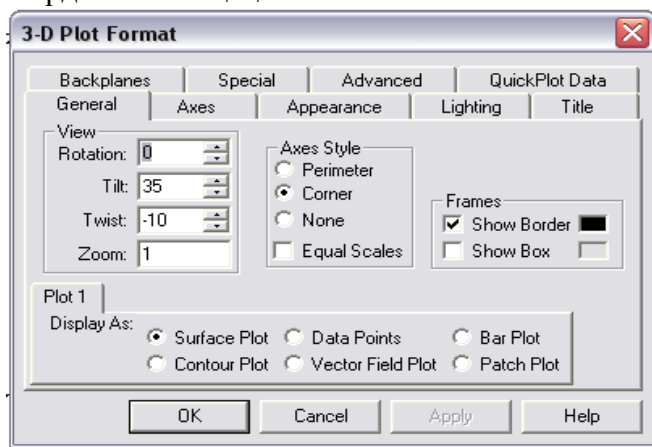 3-D Plot Format
Backplanes Special Advanced QuickPlot Data
General Axes Appearance Lighting Title
View
Rotation: 0
Tilt: 35
Twist: -10
Zoom: 1
Axes Style
Perimeter
Corner
None
Equal Scales
Frames
Show Border
Show Box
Plot 1
Display As: Surface Plot Data Points Bar Plot
Contour Plot Vector Field Plot Patch Plot
OK Cancel Apply Help